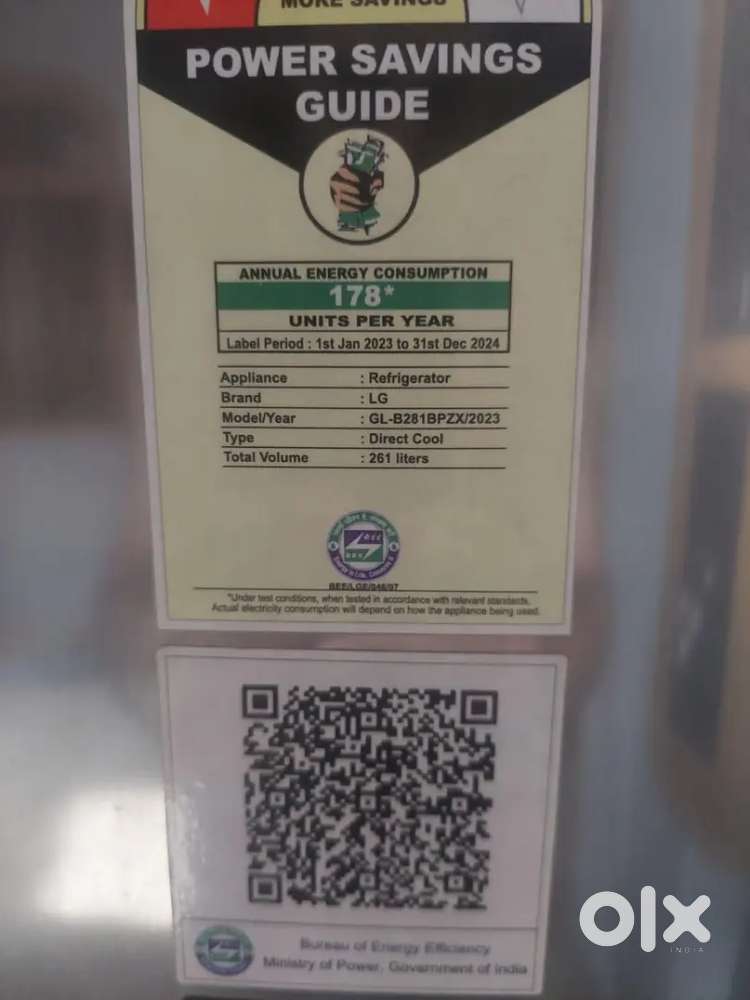 MORE SAVINGS
POWER SAVINGS
GUIDE
ANNUAL ENERGY CONSUMPTION
178*
UNITS PER YEAR
Label Period : 1st Jan 2023 to 31st Dec 2024
Appliance : Refrigerator
Brand : LG
Model/Year : GL-B281BPZX/2023
Type : Direct Cool
Total Volume : 261 liters
BEE
*Under test conditions, when tested in accordance with relevant standards.
Actual electricity consumption will depend on how the appliance being used.
Bureau of Energy Efficiency
Ministry of Power, Government of India
olx
INDIA